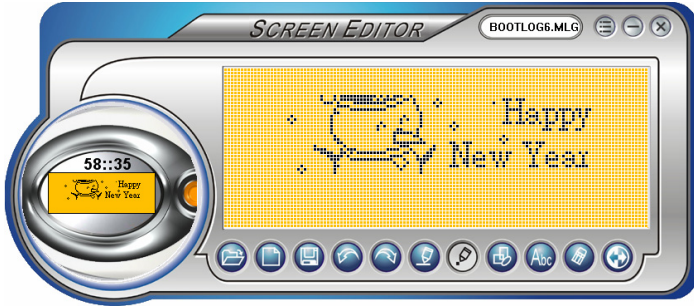 SCREEN EDITOR
BOOTLOG6.MLG
Happy
New Year
58::35
Happy
New Year
Abc